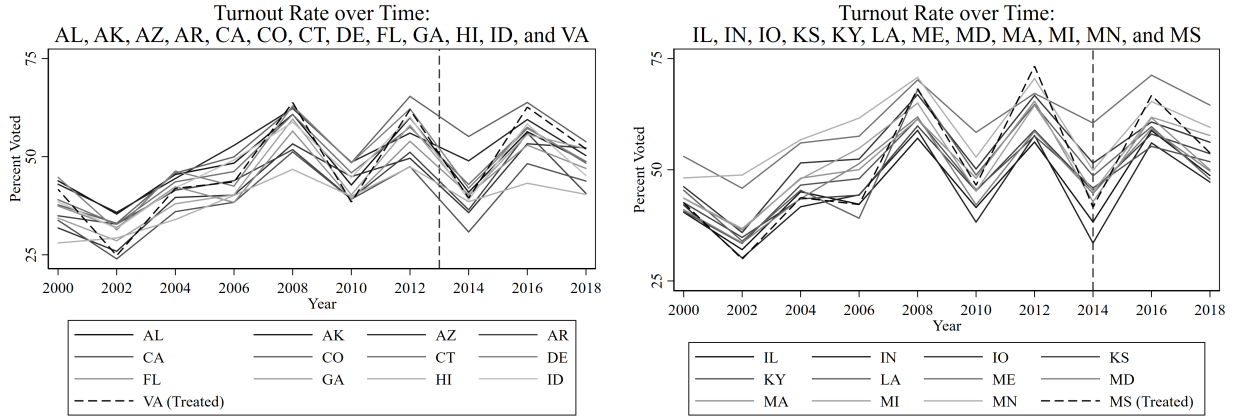 Turnout Rate over Time:
AL, AK, AZ, AR, CA, CO, CT, DE, FL, GA, HI, ID, and VA
Percent Voted
75
50
25
2000 2002 2004 2006 2008 2010 2012 2014 2016 2018
Year
AL AK AZ AR
CA CO CT DE
FL GA HI ID
VA (Treated)
Turnout Rate over Time:
IL, IN, IO, KS, KY, LA, ME, MD, MA, MI, MN, and MS
Percent Voted
75
50
25
2000 2002 2004 2006 2008 2010 2012 2014 2016 2018
Year
IL IN IO KS
KY LA ME MD
MA MI MN MS (Treated)